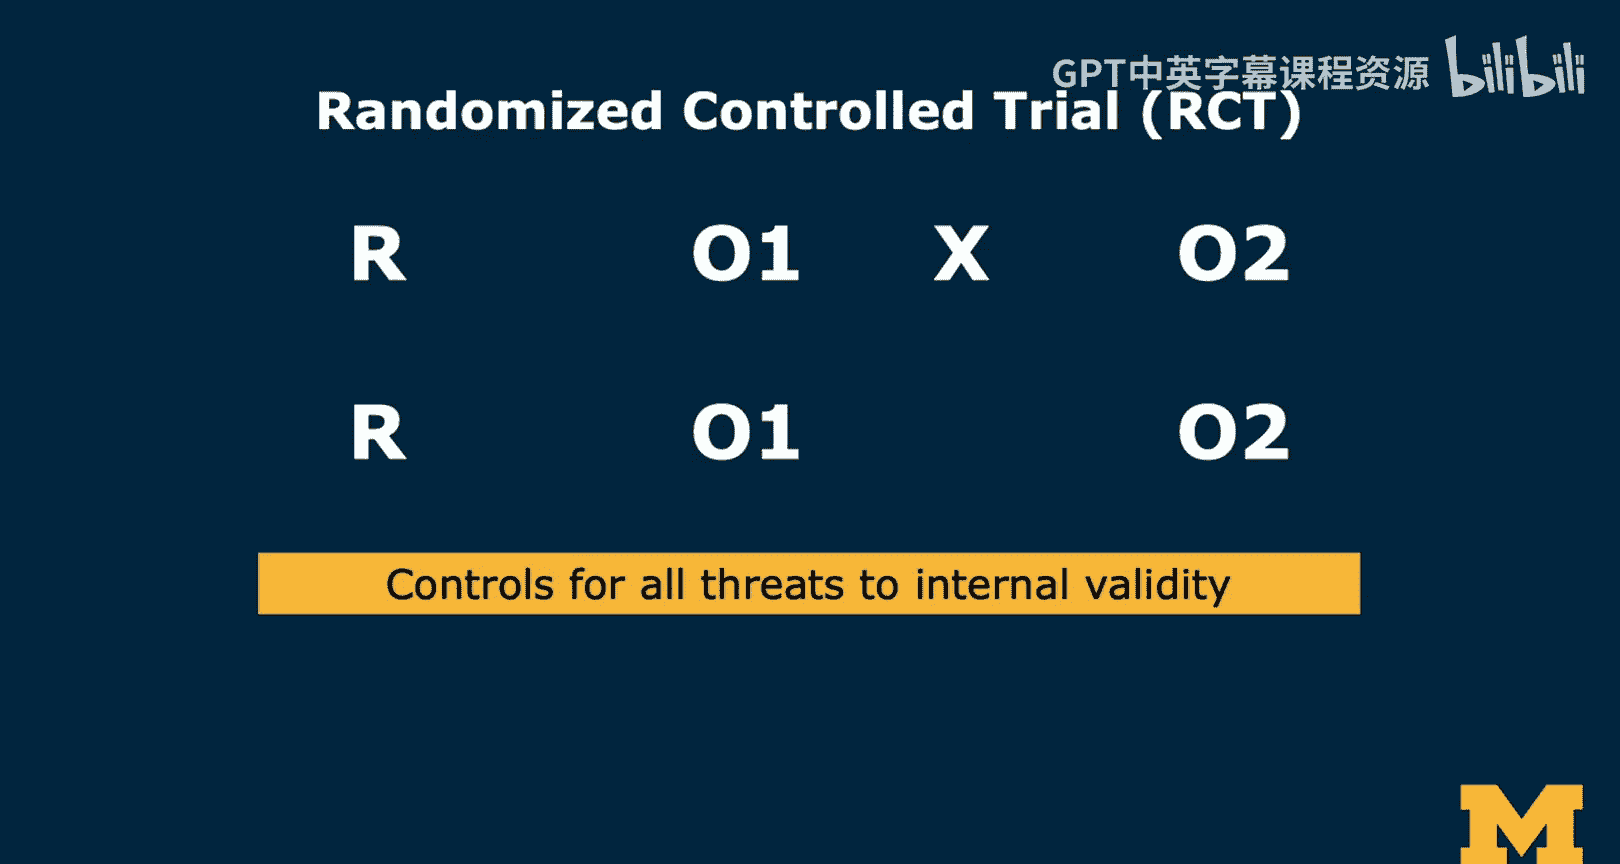 GPT中英字幕课程资源 bilibili
Randomized Controlled Trial (RCT)
R O1 X O2
R O1 O2
Controls for all threats to internal validity
M